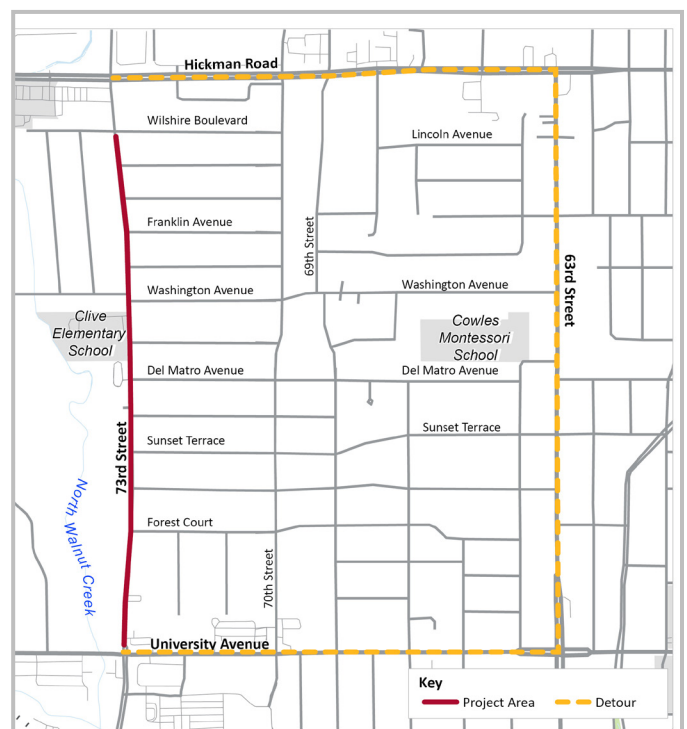 Hickman Road
Wilshire Boulevard
Lincoln Avenue
Franklin Avenue
69th Street
63rd Street
Washington Avenue
Washington Avenue
Clive
Elementary
School
Cowles
Montessori
School
Del Matro Avenue
Del Matro Avenue
73rd Street
Sunset Terrace
Sunset Terrace
North Walnut Creek
Forest Court
70th Street
University Avenue
Key
Project Area
Detour